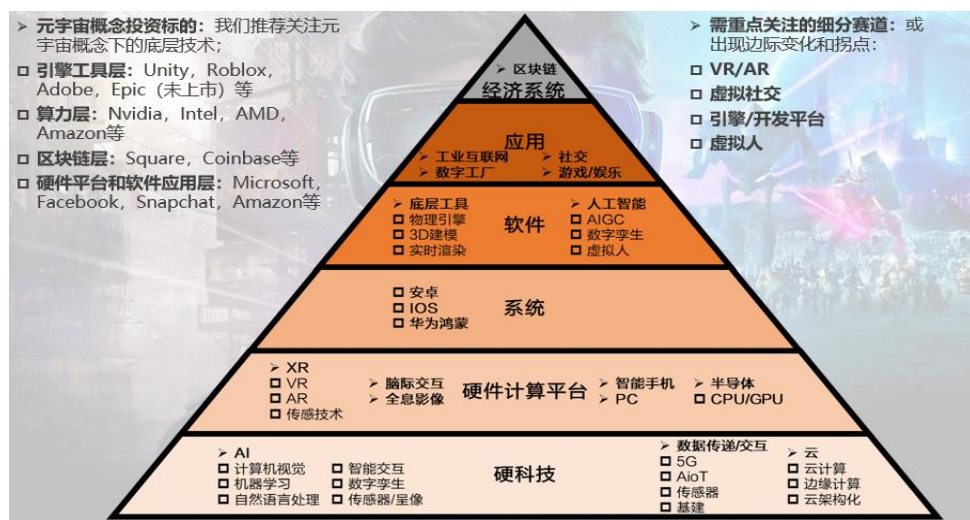 ➢ 元宇宙概念投资标的：我们推荐关注元
宇宙概念下的底层技术；
□ 引擎工具层：Unity，Roblox，
Adobe，Epic（未上市）等
□ 算力层：Nvidia，Intel，AMD，
Amazon等
□ 区块链层：Square，Coinbase等
□ 硬件平台和软件应用层：Microsoft，
Facebook，Snapchat，Amazon等
➢ 需重点关注的细分赛道：或
出现边际变化和拐点：
□ VR/AR
□ 虚拟社交
□ 引擎/开发平台
□ 虚拟人
➢ 区块链
经济系统
应用
➢ 工业互联网
➢ 数字工厂
➢ 社交
➢ 游戏/娱乐
软件
➢ 底层工具
□ 物理引擎
□ 3D建模
□ 实时渲染
➢ 人工智能
□ AIGC
□ 数字孪生
□ 虚拟人
系统
□ 安卓
□ IOS
□ 华为鸿蒙
➢ XR
□ VR
□ AR
□ 传感技术
➢ 脑际交互
➢ 全息影像
硬件计算平台
➢ 智能手机
➢ PC
➢ 半导体
□ CPU/GPU
➢ AI
□ 计算机视觉
□ 机器学习
□ 自然语言处理
□ 智能交互
□ 数字孪生
□ 传感器/呈像
硬科技
➢ 数据传递/交互
□ 5G
□ AioT
□ 传感器
□ 基建
➢ 云
□ 云计算
□ 边缘计算
□ 云架构化